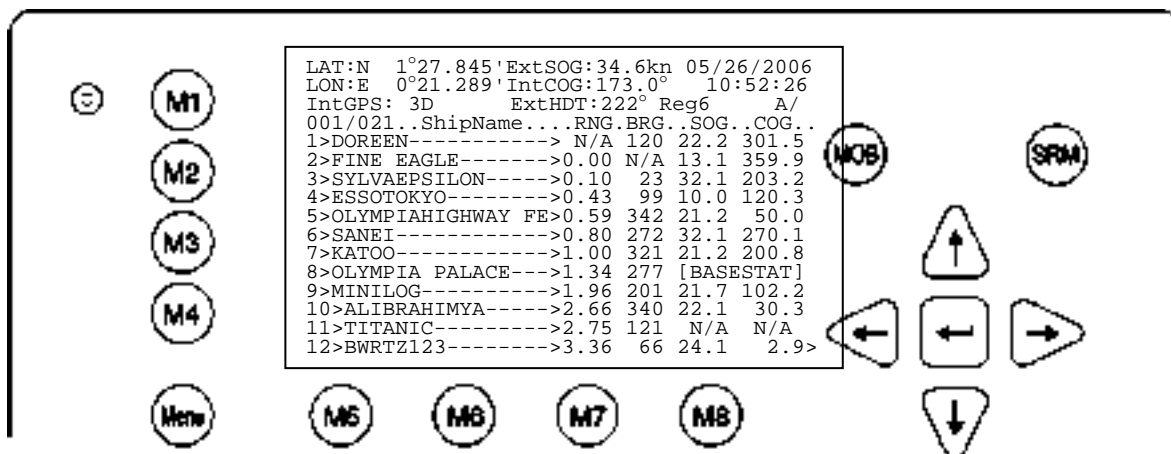 LAT:N  1°27.845'ExtSOG:34.6kn 05/26/2006
LON:E  0°21.289'IntCOG:173.0°   10:52:26
IntGPS: 3D     ExtHDT:222° Reg6     A/
001/021..ShipName....RNG.BRG..SOG..COG..
1>DOREEN-----------> N/A 120 22.2 301.5
2>FINE EAGLE------->0.00 N/A 13.1 359.9
3>SYLVAEPSILON----->0.10  23 32.1 203.2
4>ESSOTOKYO-------->0.43  99 10.0 120.3
5>OLYMPIAHIGHWAY FE>0.59 342 21.2  50.0
6>SANEI------------>0.80 272 32.1 270.1
7>KATOO------------>1.00 321 21.2 200.8
8>OLYMPIA PALACE--->1.34 277 [BASESTAT]
9>MINILOG---------->1.96 201 21.7 102.2
10>ALIBRAHIMYA----->2.66 340 22.1  30.3
11>TITANIC--------->2.75 121  N/A  N/A
12>BWRTZ123-------->3.36  66 24.1   2.9>
M1
M2
M3
M4
MOB
SRM
Menu
M5
M6
M7
M8